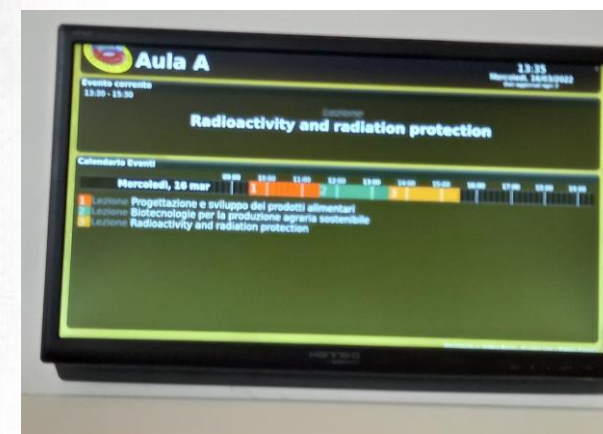 Aula A
13:35
Mercoledì, 16/03/2022
Evento corrente
13:30 - 15:30
Lezione
Radioactivity and radiation protection
Calendario Eventi
Mercoledì, 16 mar
09:00 10:00 11:00 12:00 13:00 14:00 15:00 16:00 17:00 18:00 19:00
1 2 3
1 Lezione Progettazione e sviluppo dei prodotti alimentari
2 Lezione Biotecnologie per la produzione agraria sostenibile
3 Lezione Radioactivity and radiation protection